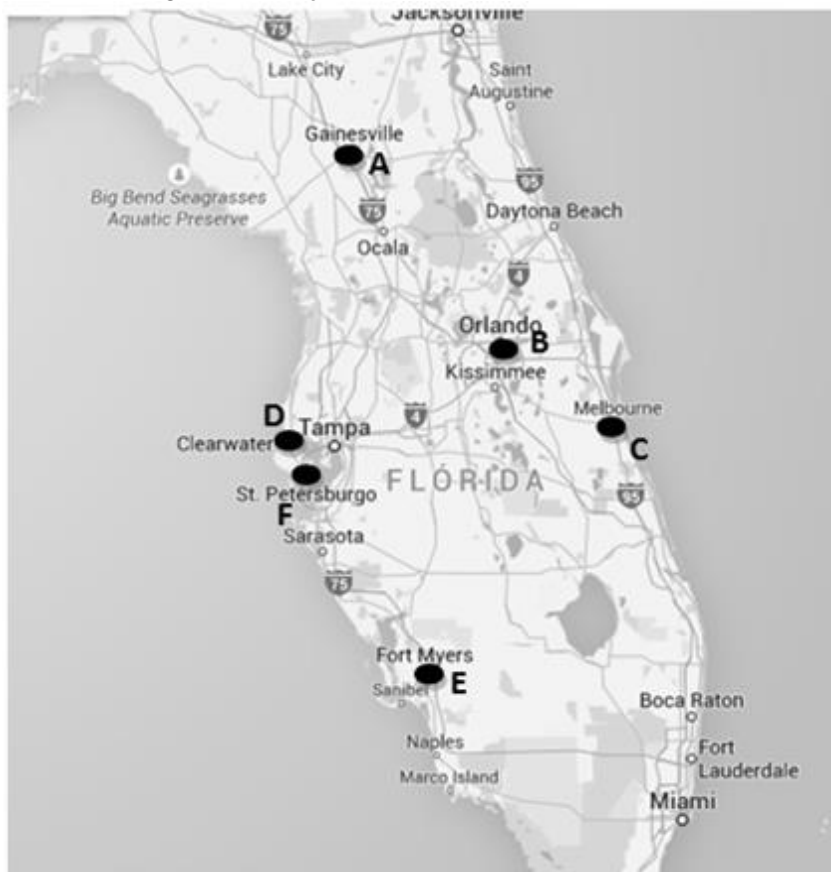 Jacksonville
75
Lake City
Saint
Augustine
Gainesville
A
95
Big Bend Seagrasses
Aquatic Preserve
75
Daytona Beach
Ocala
4
Orlando
B
Kissimmee
Melbourne
D
4
Tampa
Clearwater
C
FLÓRIDA
St. Petersburgo
95
F
Sarasota
75
Fort Myers
E
Sanibel
Boca Raton
Naples
Fort
Lauderdale
Marco Island
Miami